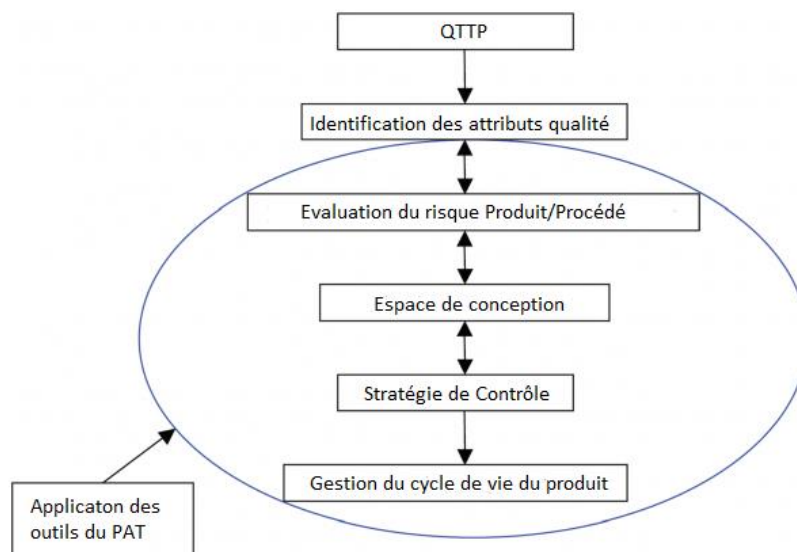 QTTP
Identification des attributs qualité
Evaluation du risque Produit/Procédé
Espace de conception
Stratégie de Contrôle
Gestion du cycle de vie du produit
Applicaton des
outils du PAT